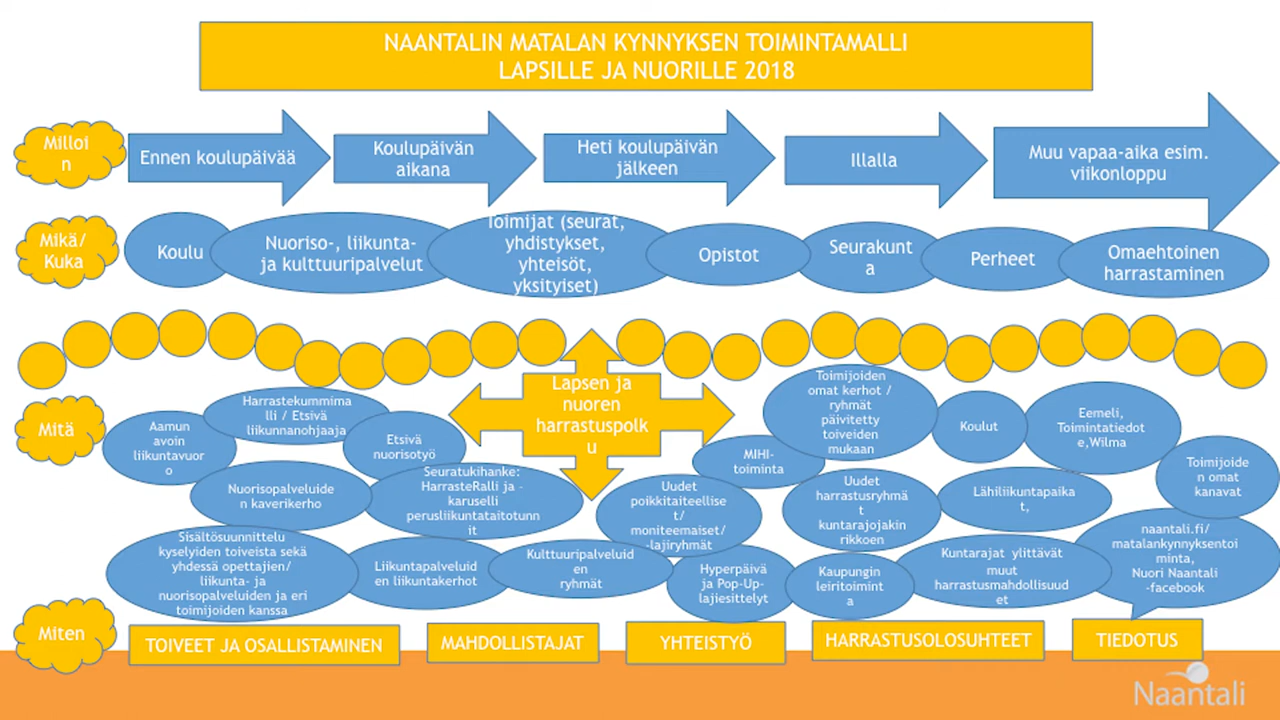 NAANTALIN MATALAN KYNNYKSEN TOIMINTAMALLI
LAPSILLE JA NUORILLE 2018
Milloi
n
Ennen koulupäivää
Koulupäivän
aikana
Heti koulupäivän
jälkeen
Illalla
Muu vapaa-aika esim.
viikonloppu
Mikä/
Kuka
Koulu
Nuoriso-, liikunta-
ja kulttuuripalvelut
Toimijat (seurat,
yhdistykset,
yhteisöt,
yksityiset)
Opistot
Seurakunt
a
Perheet
Omaehtoinen
harrastaminen
Lapsen ja
nuoren
harrastuspolk
u
Mitä
Aamun
avoin
liikuntavuor
o
Harrastekummima
lli / Etsivä
liikunnanohjaaja
Etsivä
nuorisotyö
Nuorisopalveluide
n kaverikerho
Seuratukihanke:
HarrasteRalli ja -
karuselli
perusliikuntataitotunn
it
Sisältösuunnittelu
kyselyiden toiveista sekä
yhdessä opettajien/
liikunta- ja
nuorisopalveluiden ja eri
toimijoiden kanssa
Liikuntapalveluid
en liikuntakerhot
Kulttuuripalveluid
en
ryhmät
Uudet
poikkitaiteellise
t/
moniteemaiset/
-lajiryhmät
MIHI-
toiminta
Hyperpäivä
ja Pop-Up-
lajiesittelyt
Toimijoiden
omat kerhot /
ryhmät
päivitetty
toiveiden
mukaan
Uudet
harrastusryhmä
t
kuntarajojakin
rikkoen
Kaupungin
leiritoimint
a
Koulut
Lähiliikuntapaika
t,
Kuntarajat ylittävät
muut
harrastusmahdollisuud
et
Eemeli,
Toimintatiedot
e,Wilma
Toimijoide
n omat
kanavat
naantali.fi/
matalankynnyksentoi
minta,
Nuori Naantali
-facebook
Miten
TOIVEET JA OSALLISTAMINEN
MAHDOLLISTAJAT
YHTEISTYÖ
HARRASTUSOLOSUHTEET
TIEDOTUS
Naantali